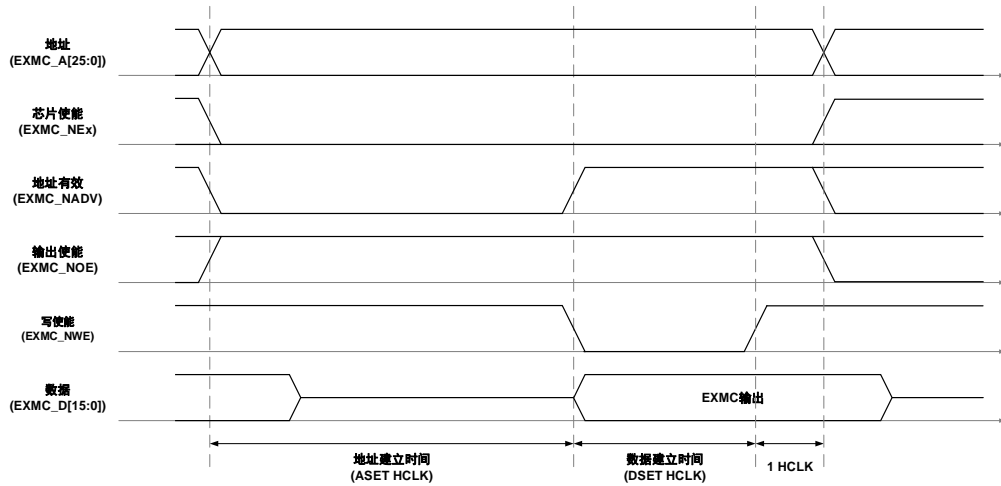 地址
(EXMC_A[25:0])
芯片使能
(EXMC_NEx)
地址有效
(EXMC_NADV)
输出使能
(EXMC_NOE)
写使能
(EXMC_NWE)
数据
(EXMC_D[15:0])
EXMC输出
地址建立时间
(ASET HCLK)
数据建立时间
(DSET HCLK)
1 HCLK